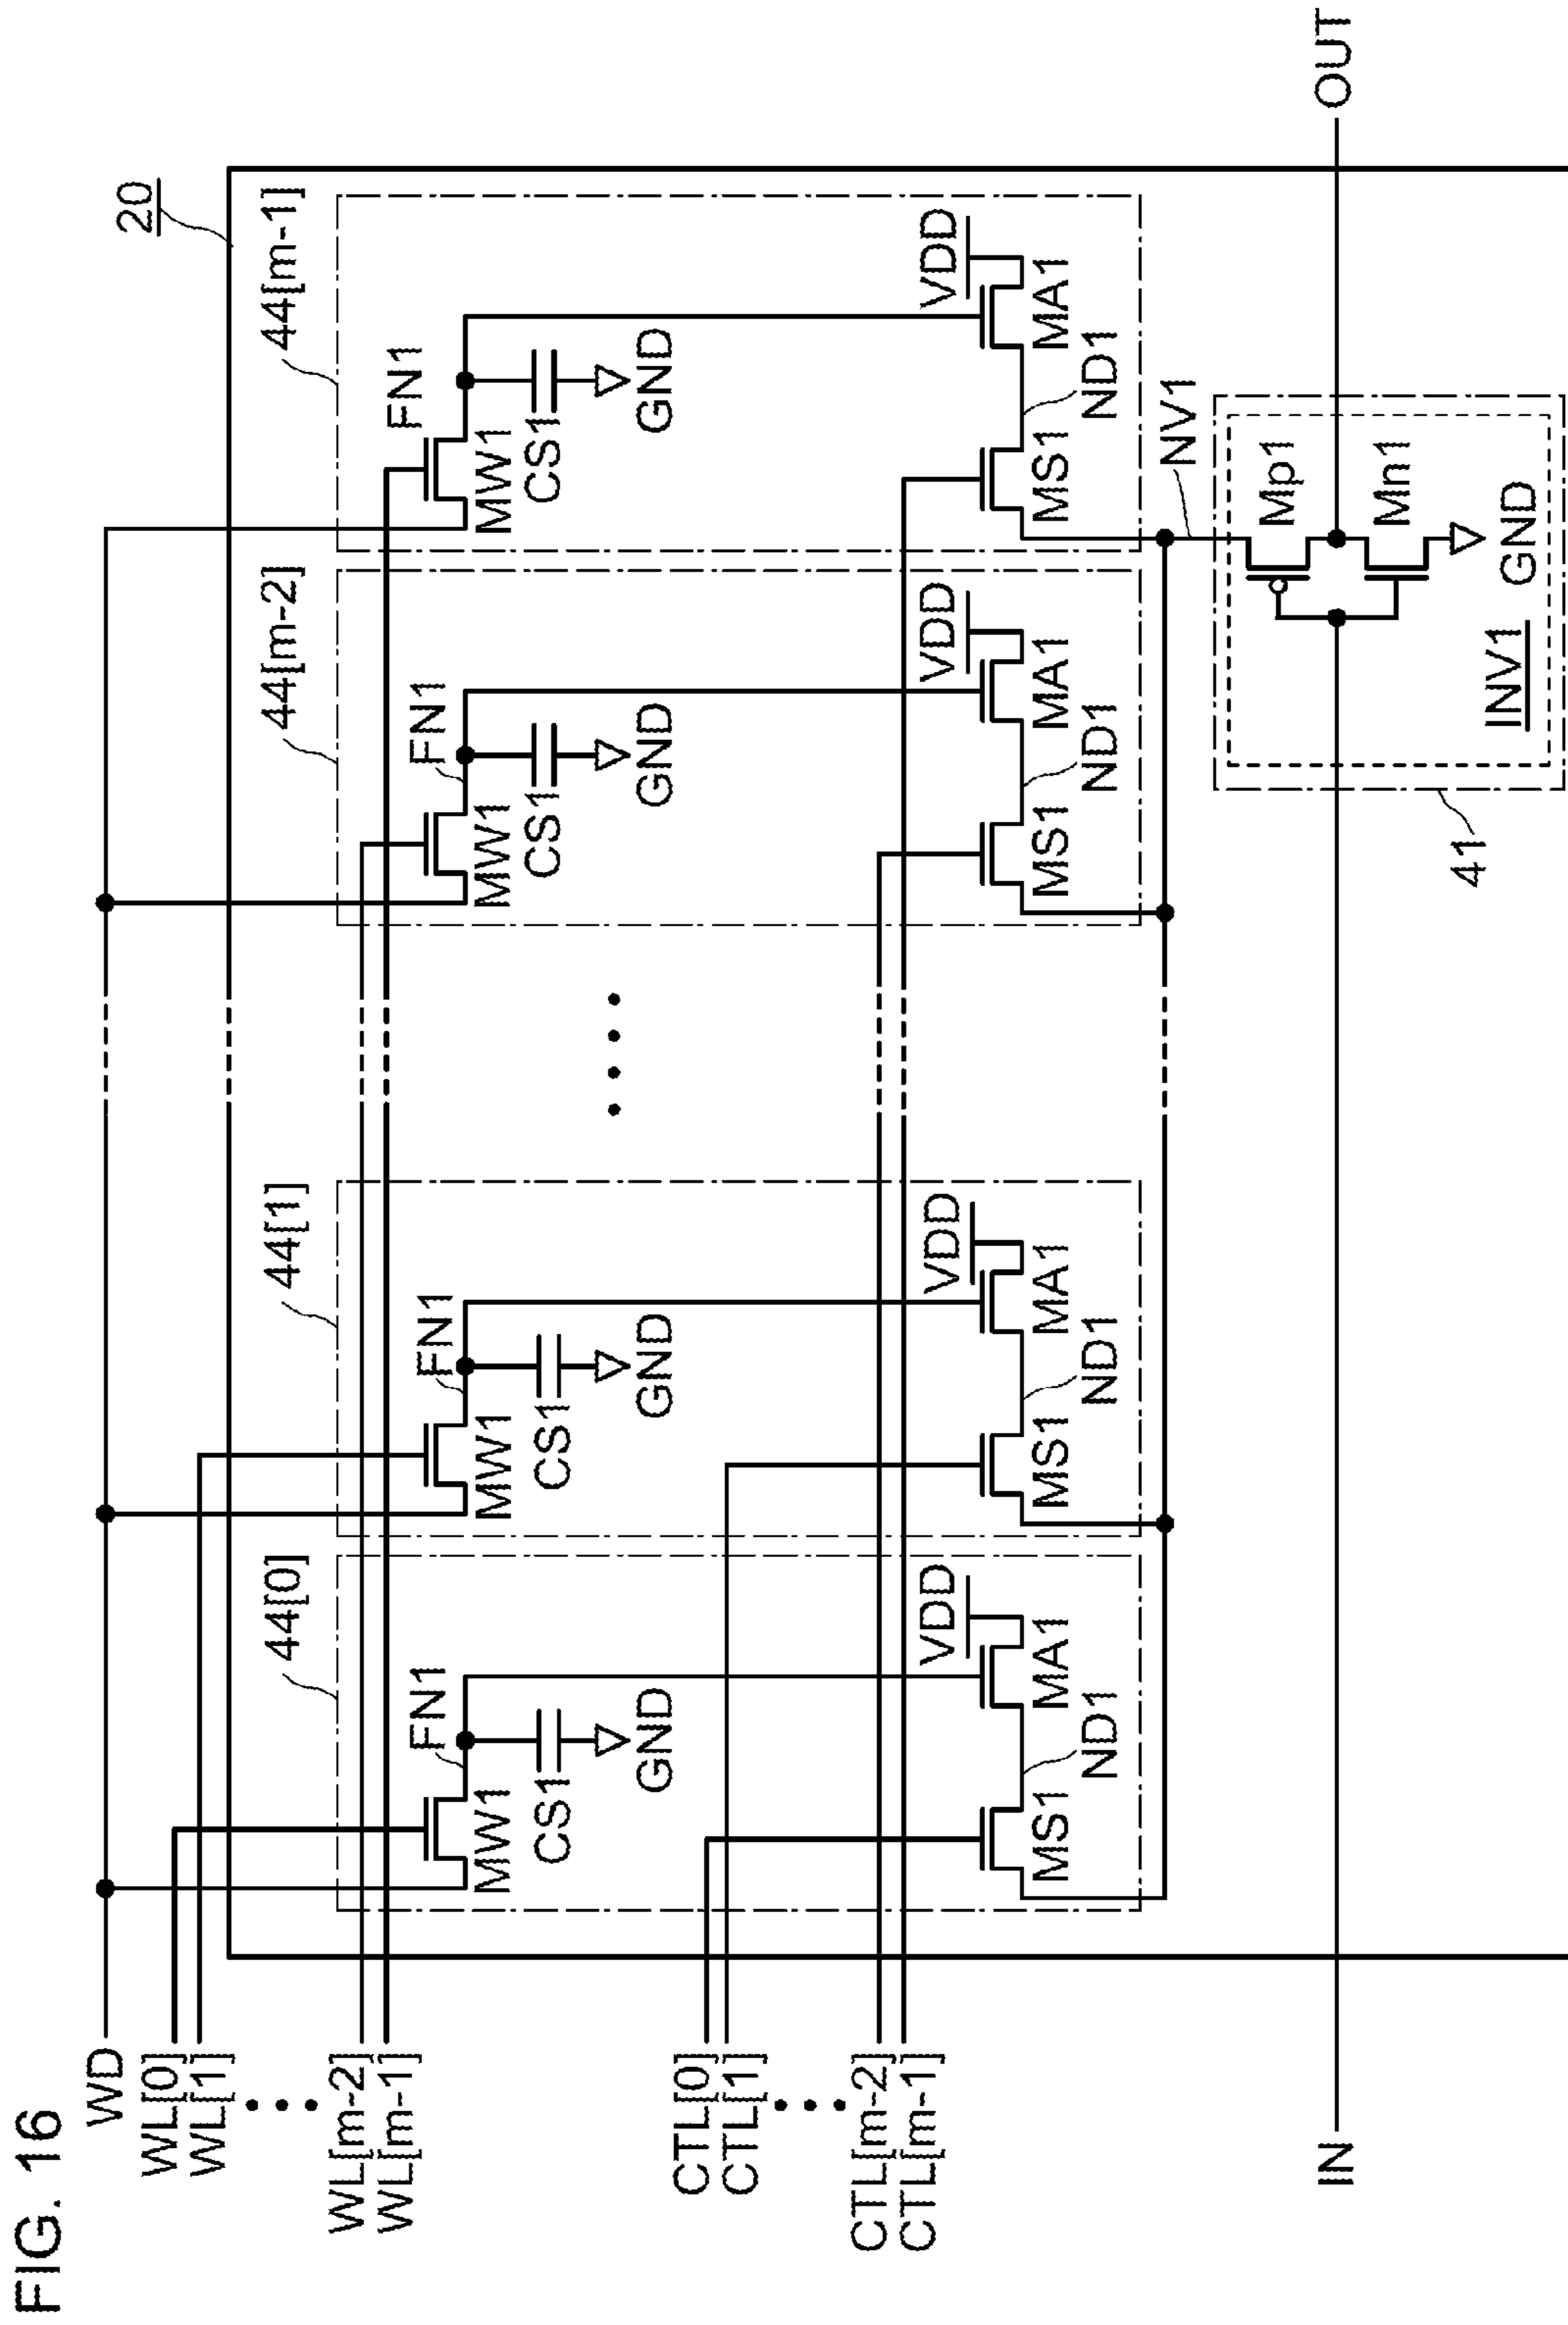 FIG. 16
WD
WL[0]
WL[1]
WL[m-2]
WL[m-1]
CTL[0]
CTL[1]
CTL[m-2]
CTL[m-1]
IN
OUT
20
44[0]
FN1
MW1
CS1
GND
VDD
MS1
MA1
ND1
44[1]
FN1
MW1
CS1
GND
VDD
MS1
MA1
ND1
44[m-2]
FN1
MW1
CS1
GND
VDD
MS1
MA1
ND1
44[m-1]
FN1
MW1
CS1
GND
VDD
MS1
MA1
ND1
NV1
Mp1
Mn1
GND
INV1
41